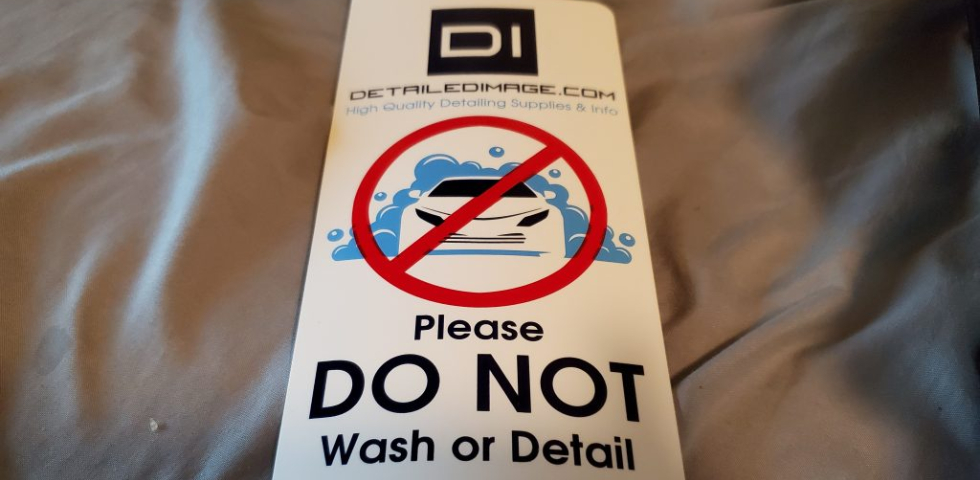 DI
DETAILEDIMAGE.COM
High Quality Detailing Supplies & Info
Please
DO NOT
Wash or Detail